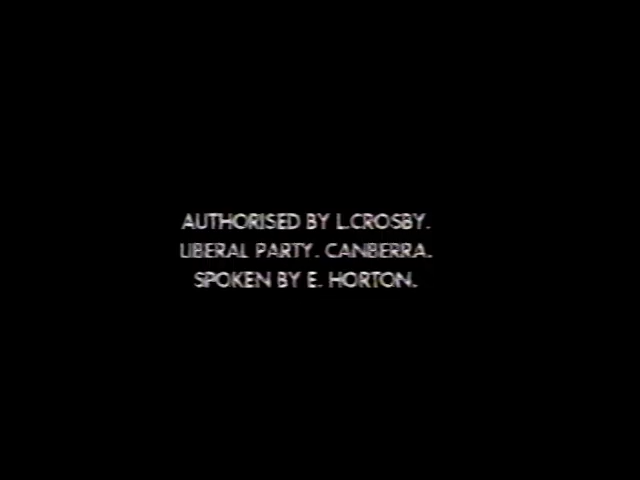 AUTHORISED BY L.CROSBY.
LIBERAL PARTY. CANBERRA.
SPOKEN BY E. HORTON.